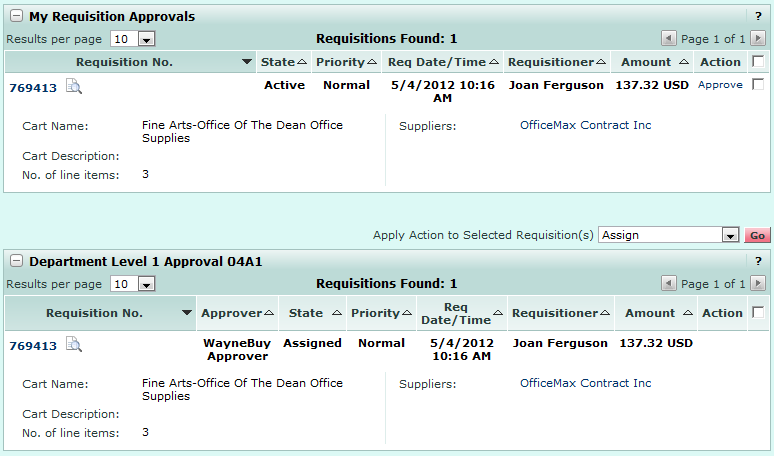 My Requisition Approvals ?
Results per page 10 Requisitions Found: 1 Page 1 of 1
Requisition No. State Priority Req Date/Time Requisitioner Amount Action
769413 Active Normal 5/4/2012 10:16 AM Joan Ferguson 137.32 USD Approve
Cart Name: Fine Arts-Office Of The Dean Office Supplies Suppliers: OfficeMax Contract Inc
Cart Description:
No. of line items: 3
Apply Action to Selected Requisition(s) Assign Go
Department Level 1 Approval 04A1 ?
Results per page 10 Requisitions Found: 1 Page 1 of 1
Requisition No. Approver State Priority Req Date/Time Requisitioner Amount Action
769413 WayneBuy Approver Assigned Normal 5/4/2012 10:16 AM Joan Ferguson 137.32 USD
Cart Name: Fine Arts-Office Of The Dean Office Supplies Suppliers: OfficeMax Contract Inc
Cart Description:
No. of line items: 3